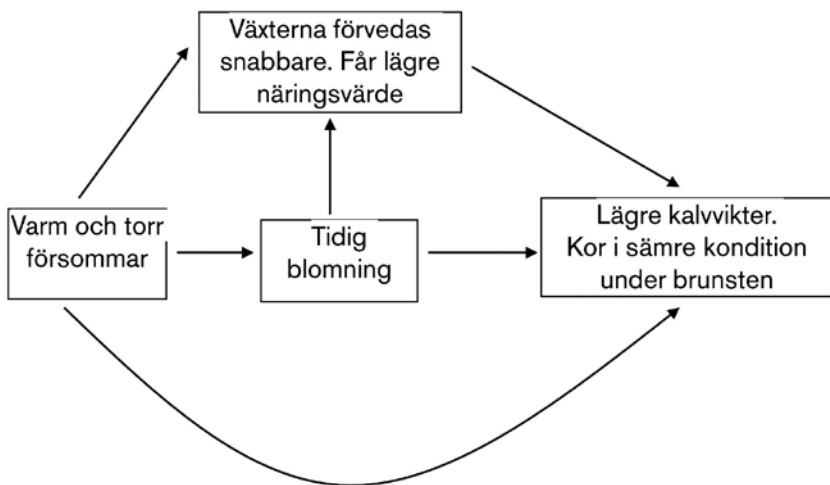 Växterna förvedas
snabbare. Får lägre
näringsvärde
Varm och torr
försommar
Tidig
blomning
Lägre kalvvikter.
Kor i sämre kondition
under brunsten